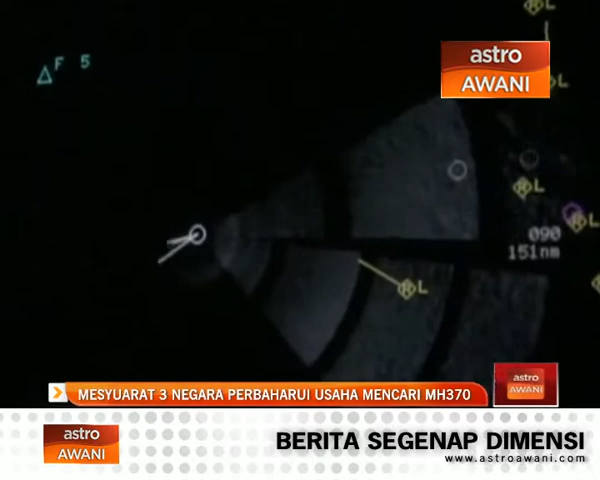 F 5
L
astro
AWANI
L
L
L
090
151nm
L
MESYUARAT 3 NEGARA PERBAHARUI USAHA MENCARI MH370
astro
AWANI
astro
AWANI
BERITA SEGENAP DIMENSI
www.astroawani.com